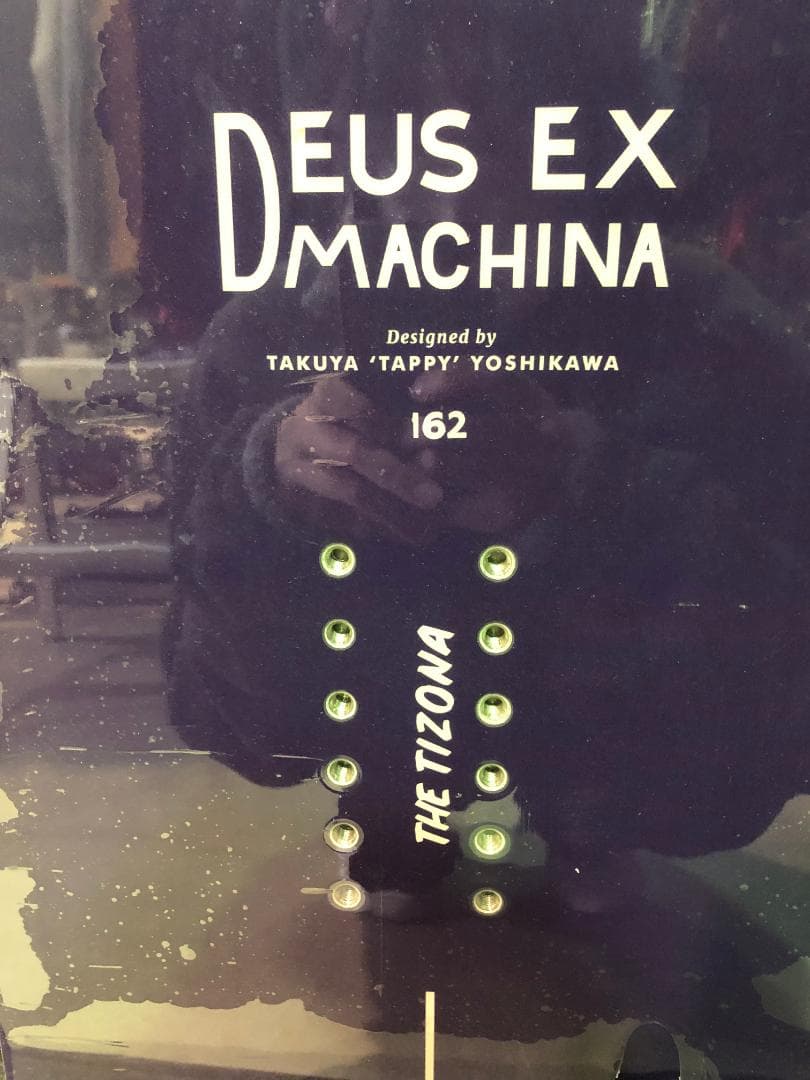 DEUS EX
MACHINA
Designed by
TAKUYA ‘TAPPY’ YOSHIKAWA
162
THE TIZONA